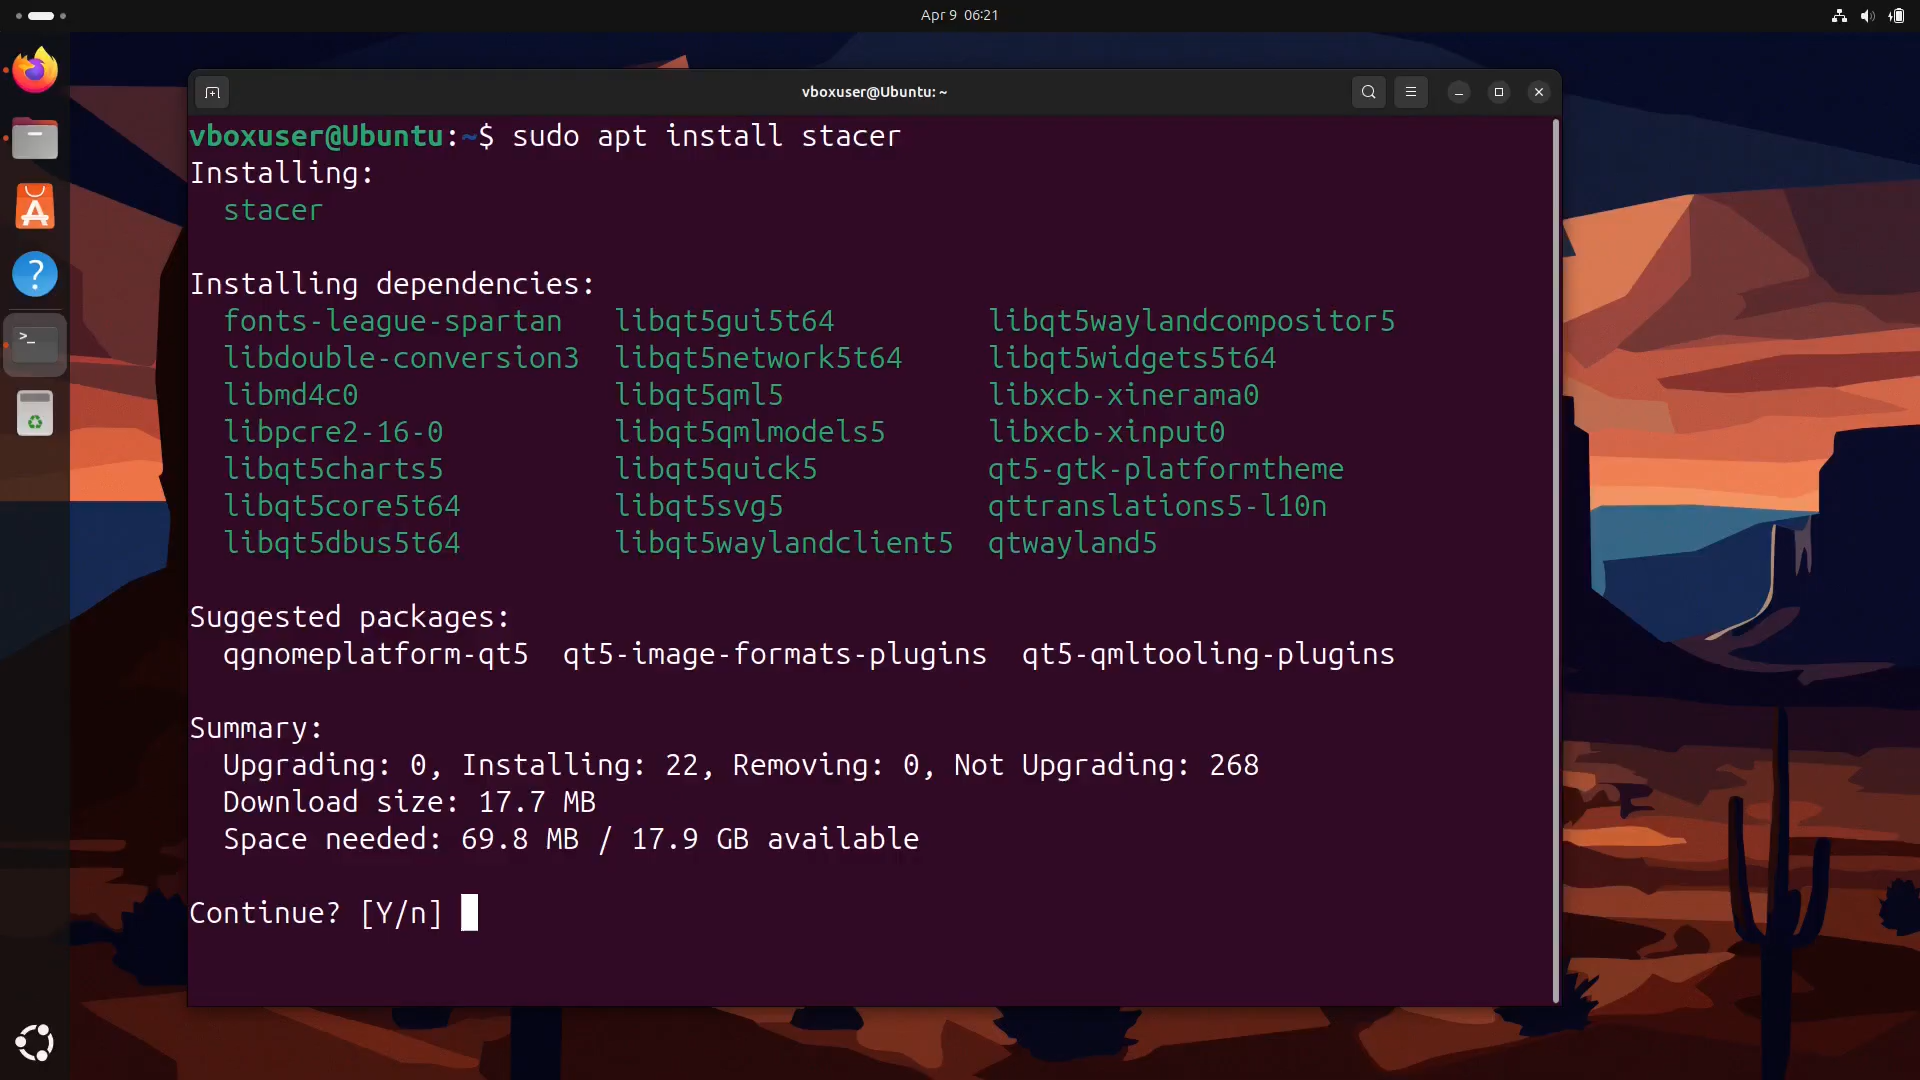 Apr 9 06:21
vboxuser@Ubuntu: ~
vboxuser@Ubuntu:~$ sudo apt install stacer
Installing:
stacer
Installing dependencies:
fonts-league-spartan libqt5gui5t64 libqt5waylandcompositor5
libdouble-conversion3 libqt5network5t64 libqt5widgets5t64
libmd4c0 libqt5qml5 libxcb-xinerama0
libpcre2-16-0 libqt5qmlmodels5 libxcb-xinput0
libqt5charts5 libqt5quick5 qt5-gtk-platformtheme
libqt5core5t64 libqt5svg5 qttranslations5-l10n
libqt5dbus5t64 libqt5waylandclient5 qtwayland5
Suggested packages:
qgnomeplatform-qt5 qt5-image-formats-plugins qt5-qmltooling-plugins
Summary:
Upgrading: 0, Installing: 22, Removing: 0, Not Upgrading: 268
Download size: 17.7 MB
Space needed: 69.8 MB / 17.9 GB available
Continue? [Y/n]